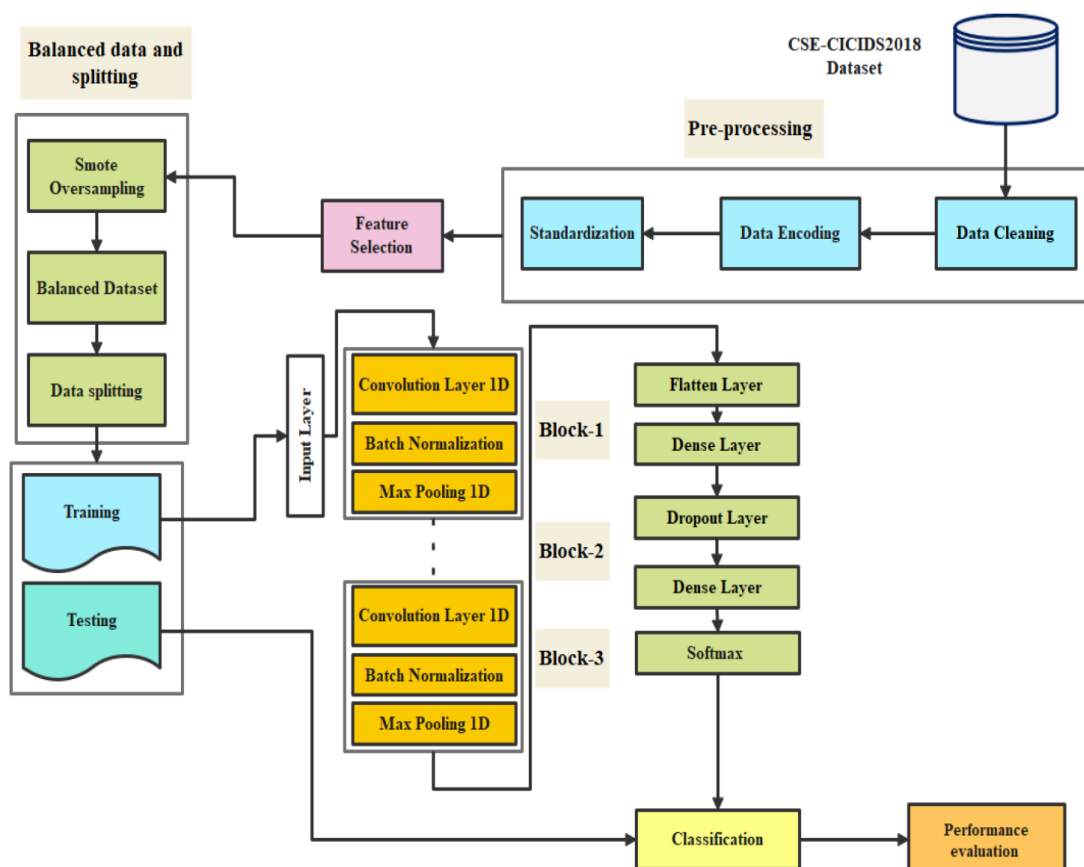 Balanced data and
splitting
CSE-CICIDS2018
Dataset
Pre-processing
Smote
Oversampling
Feature
Selection
Standardization
Data Encoding
Data Cleaning
Balanced Dataset
Data splitting
Training
Testing
Input Layer
Convolution Layer 1D
Batch Normalization
Max Pooling 1D
Block-1
Block-2
Convolution Layer 1D
Batch Normalization
Max Pooling 1D
Block-3
Flatten Layer
Dense Layer
Dropout Layer
Dense Layer
Softmax
Classification
Performance
evaluation